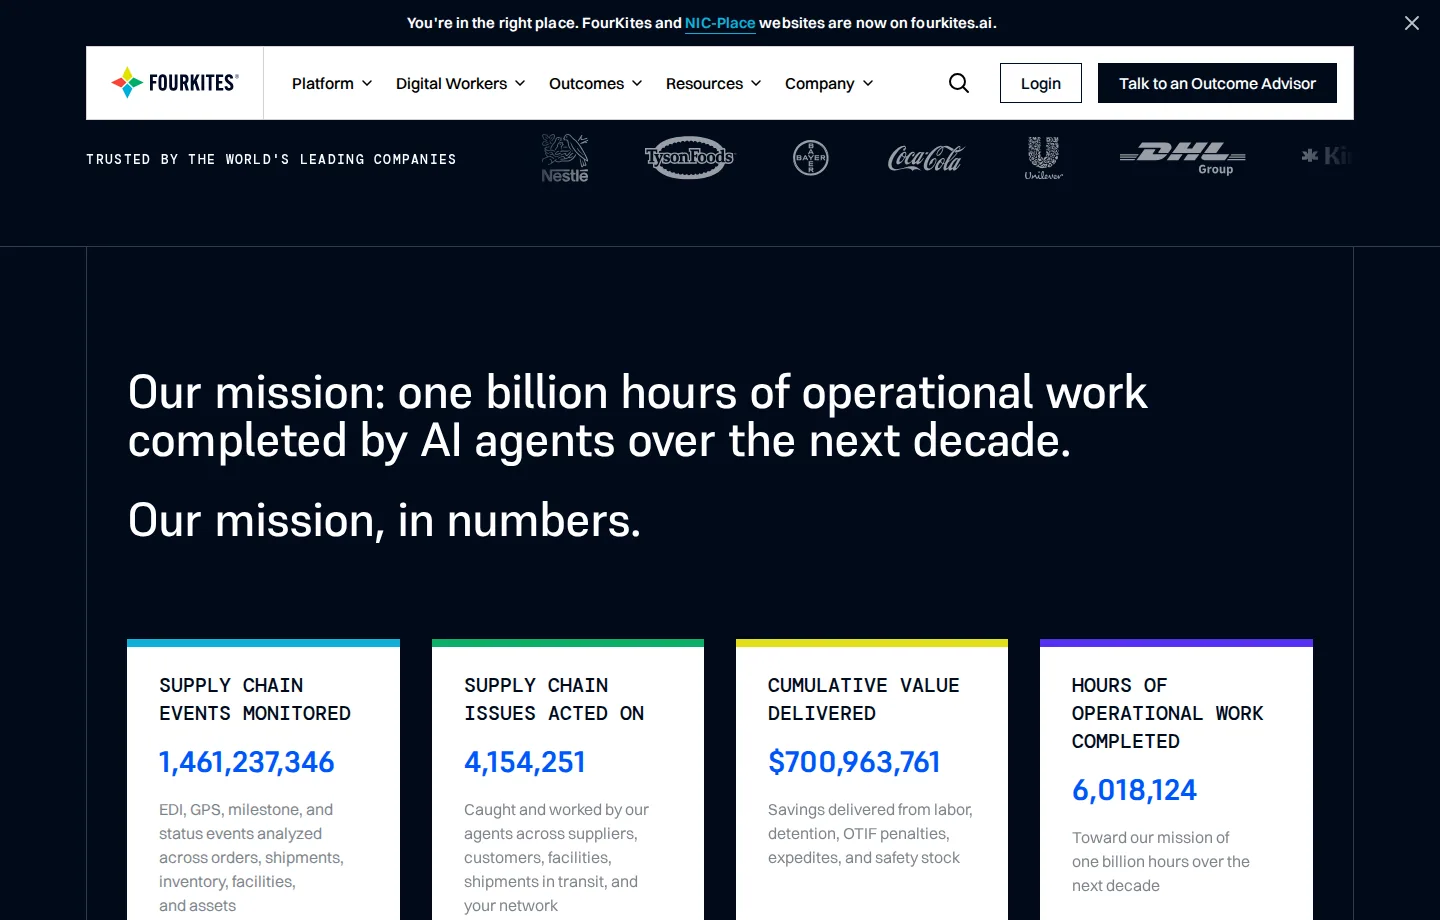 You're in the right place. FourKites and NIC-Place websites are now on fourkites.ai.
FOURKITES®
Platform
Digital Workers
Outcomes
Resources
Company
Login
Talk to an Outcome Advisor
TRUSTED BY THE WORLD'S LEADING COMPANIES
Nestlé
Tyson Foods
BAYER
BAYER
Coca-Cola
Unilever
DHL
Group
Our mission: one billion hours of operational work
completed by AI agents over the next decade.
Our mission, in numbers.
SUPPLY CHAIN
EVENTS MONITORED
1,461,237,346
EDI, GPS, milestone, and
status events analyzed
across orders, shipments,
inventory, facilities,
and assets
SUPPLY CHAIN
ISSUES ACTED ON
4,154,251
Caught and worked by our
agents across suppliers,
customers, facilities,
shipments in transit, and
your network
CUMULATIVE VALUE
DELIVERED
$700,963,761
Savings delivered from labor,
detention, OTIF penalties,
expedites, and safety stock
HOURS OF
OPERATIONAL WORK
COMPLETED
6,018,124
Toward our mission of
one billion hours over the
next decade